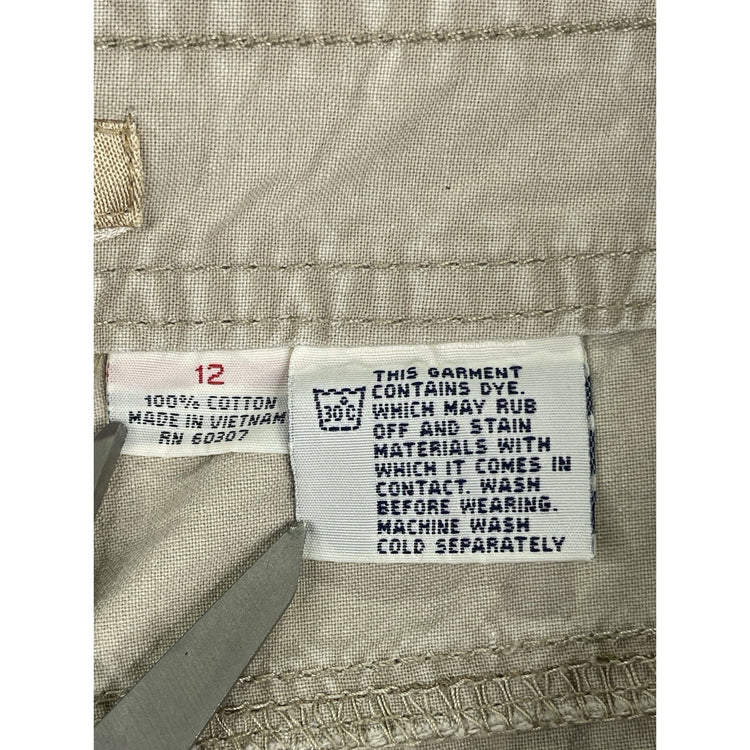 12
100% COTTON
MADE IN VIETNAM
RN 60307
30°C
THIS GARMENT
CONTAINS DYE.
WHICH MAY RUB
OFF AND STAIN
MATERIALS WITH
WHICH IT COMES IN
CONTACT. WASH
BEFORE WEARING.
MACHINE WASH
COLD SEPARATELY